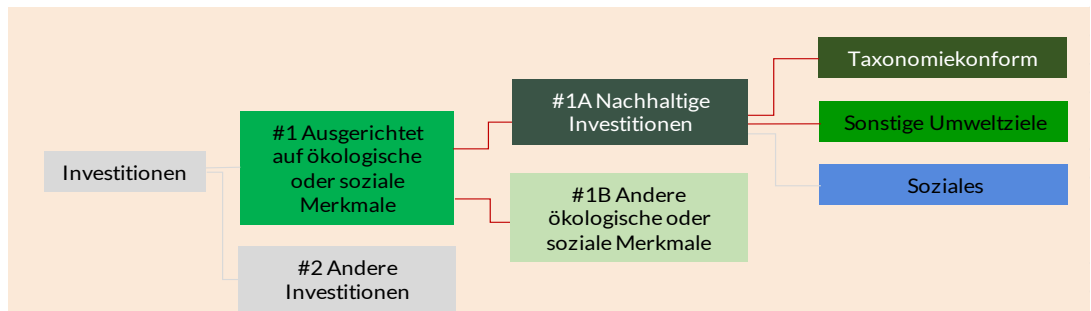 Investitionen
#1 Ausgerichtet
auf ökologische
oder soziale
Merkmale
#2 Andere
Investitionen
#1A Nachhaltige
Investitionen
#1B Andere
ökologische oder
soziale Merkmale
Taxonomiekonform
Sonstige Umweltziele
Soziales